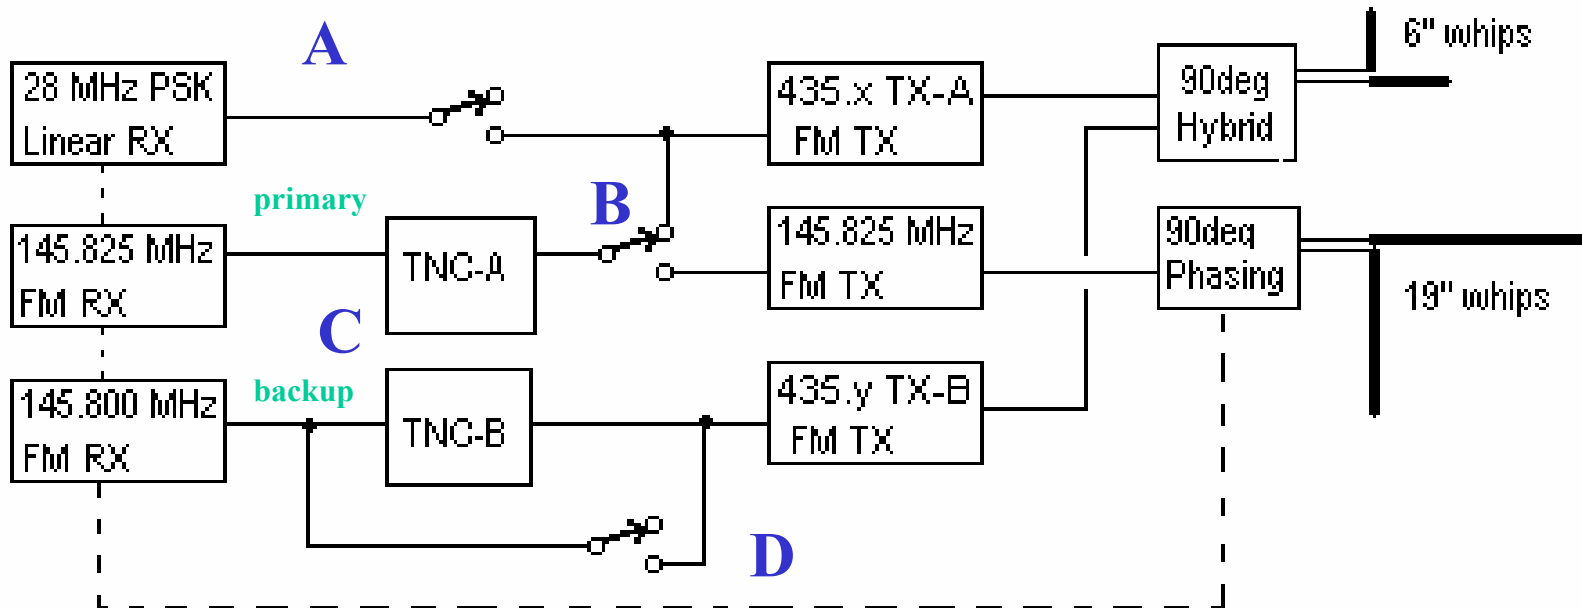 A
28 MHz PSK
Linear RX
435.x TX-A
FM TX
90deg
Hybrid
6" whips
primary
B
145.825 MHz
FM RX
TNC-A
145.825 MHz
FM TX
90deg
Phasing
19" whips
C
backup
145.800 MHz
FM RX
TNC-B
435.y TX-B
FM TX
D